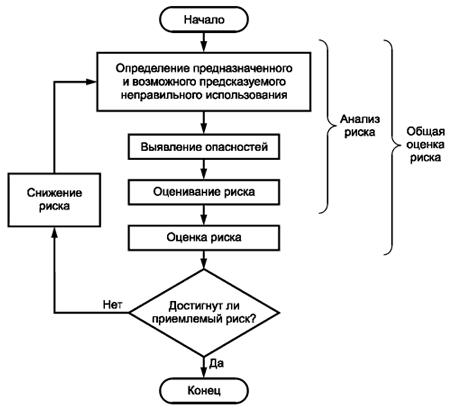 Начало
Определение предназначенного
и возможного предсказуемого
неправильного использования
Анализ
риска
Общая
оценка
риска
Выявление опасностей
Снижение
риска
Оценивание риска
Оценка риска
Нет
Достигнут ли
приемлемый риск?
Да
Конец